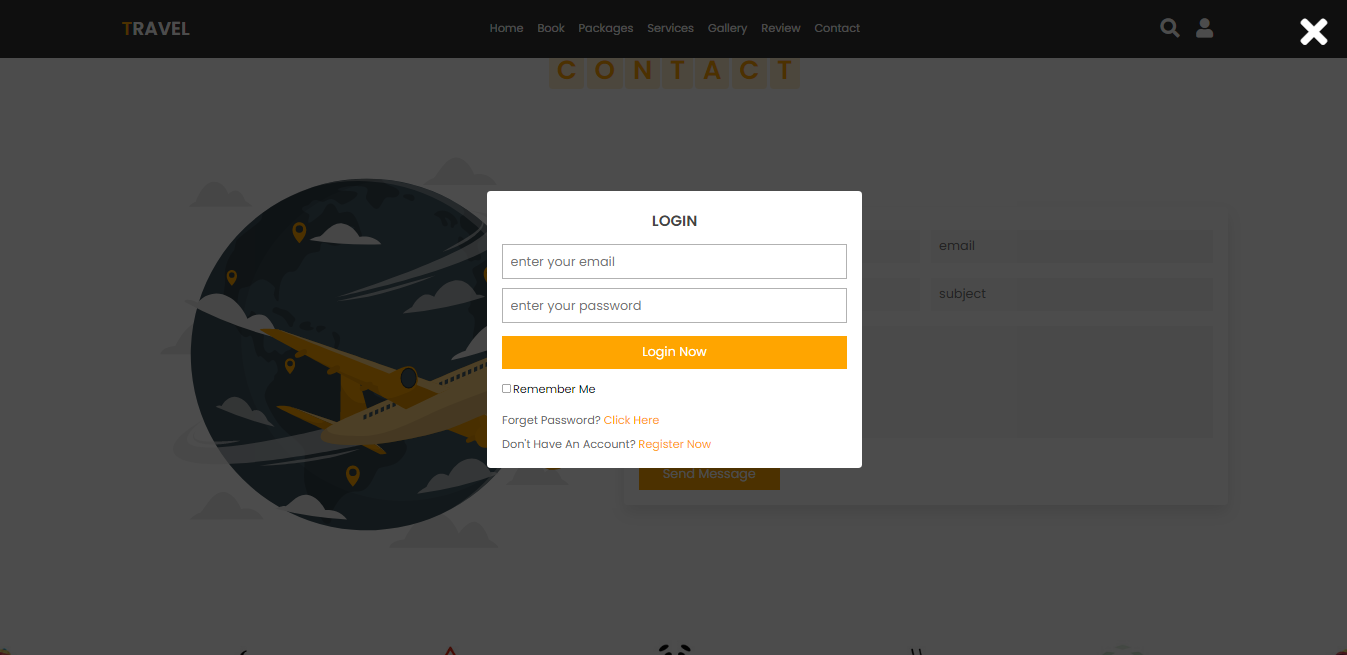 TRAVEL
Home Book Packages Services Gallery Review Contact
CONTACT
LOGIN
enter your email
enter your password
Login Now
Remember Me
Forget Password? Click Here
Don't Have An Account? Register Now
email
subject
Send Message